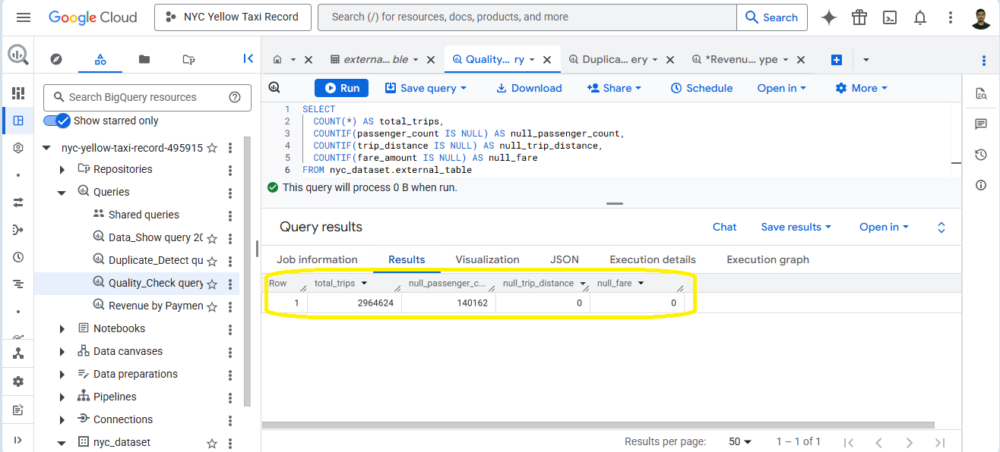 Google Cloud
NYC Yellow Taxi Record
Search (/) for resources, docs, products, and more
Search
externa... ble
Quality... ry
Duplica... ery
*Revenu... ype
Search BigQuery resources
Show starred only
nyc-yellow-taxi-record-495915
Repositories
Queries
Shared queries
Data_Show query 20
Duplicate_Detect qu
Quality_Check query
Revenue by Paymen
Notebooks
Data canvases
Data preparations
Pipelines
Connections
nyc_dataset
Run
Save query
Download
Share
Schedule
Open in
More
1 SELECT
2 COUNT(*) AS total_trips,
3 COUNTIF(passenger_count IS NULL) AS null_passenger_count,
4 COUNTIF(trip_distance IS NULL) AS null_trip_distance,
5 COUNTIF(fare_amount IS NULL) AS null_fare
6 FROM nyc_dataset.external_table
This query will process 0 B when run.
Query results
Chat
Save results
Open in
Job information
Results
Visualization
JSON
Execution details
Execution graph
Row total_trips null_passenger_c... null_trip_distance null_fare
1 2964624 140162 0 0
Results per page: 50 1 – 1 of 1